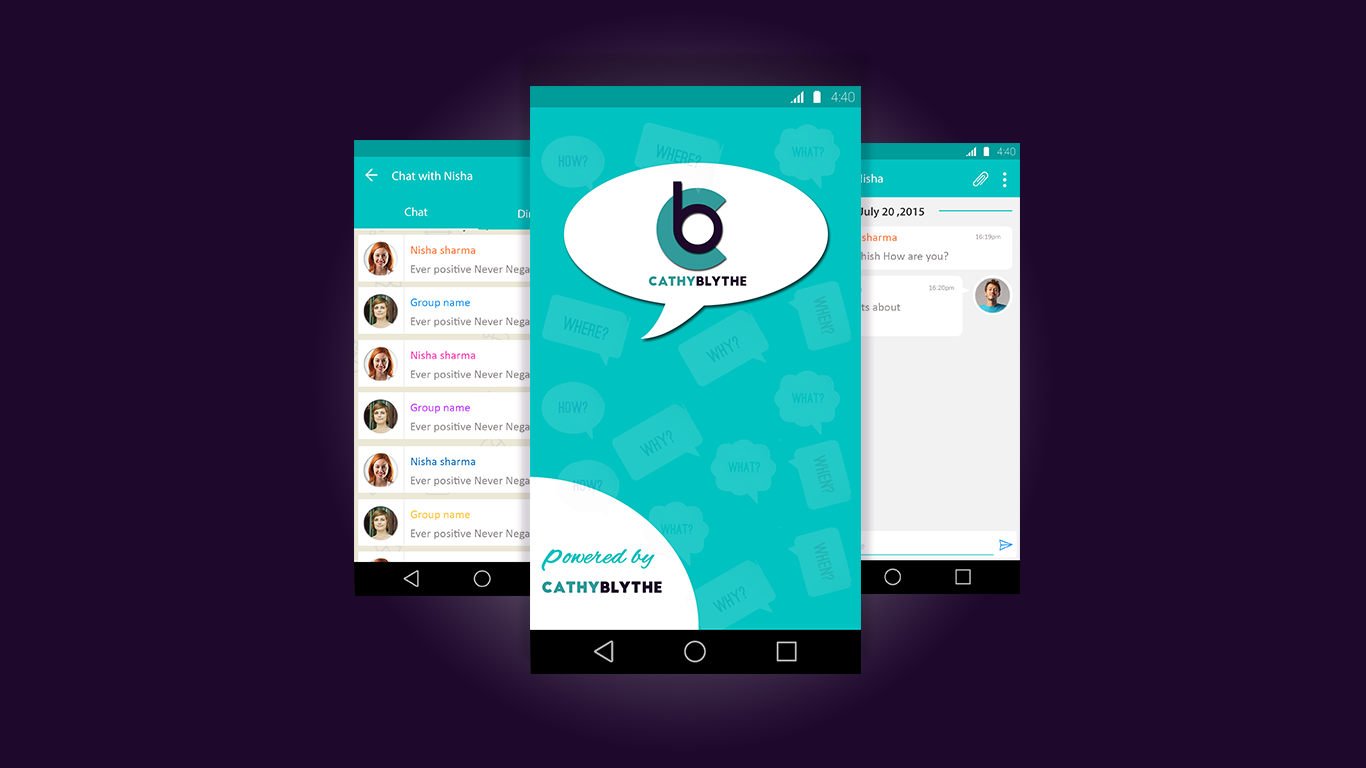 4:40
HOW?
WHERE?
WHAT?
CATHYBLYTHE
WHERE?
WHY?
WHEN?
HOW?
WHY?
WHAT?
WHAT?
WHEN?
HOW?
WHAT?
WHEN?
WHY?
Powered by
CATHYBLYTHE
Chat with Nisha
Chat
Nisha sharma
Ever positive Never Nega
Group name
Ever positive Never Nega
Nisha sharma
Ever positive Never Nega
Group name
Ever positive Never Nega
Nisha sharma
Ever positive Never Nega
Group name
Ever positive Never Nega
4:40
isha
July 20 ,2015
sharma
16:19pm
hish How are you?
16:20pm
ts about